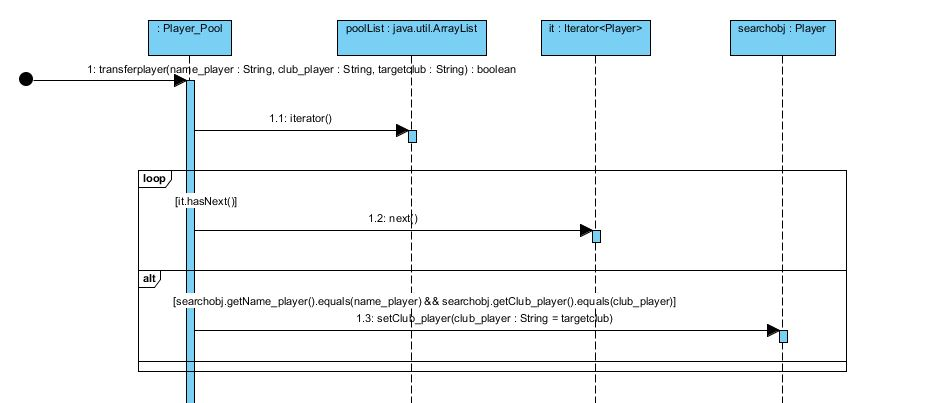 : Player_Pool
poolList : java.util.ArrayList
it : Iterator<Player>
searchobj : Player
1: transferplayer(name_player : String, club_player : String, targetclub : String) : boolean
1.1: iterator()
loop
[it.hasNext()]
1.2: next()
alt
[searchobj.getName_player().equals(name_player) && searchobj.getClub_player().equals(club_player)]
1.3: setClub_player(club_player : String = targetclub)